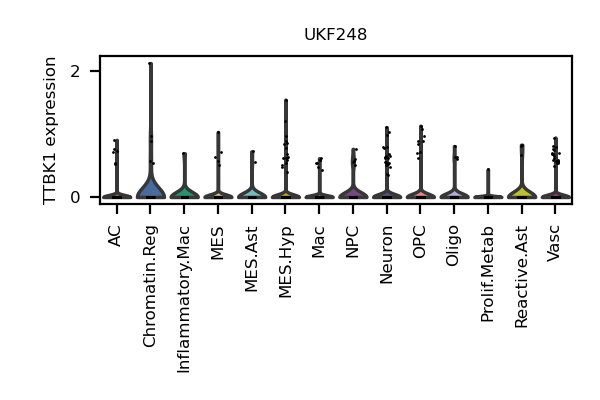 UKF248
TTBK1 expression
2
0
AC
Chromatin.Reg
Inflammatory.Mac
MES
MES.Ast
MES.Hyp
Mac
NPC
Neuron
OPC
Oligo
Prolif.Metab
Reactive.Ast
Vasc